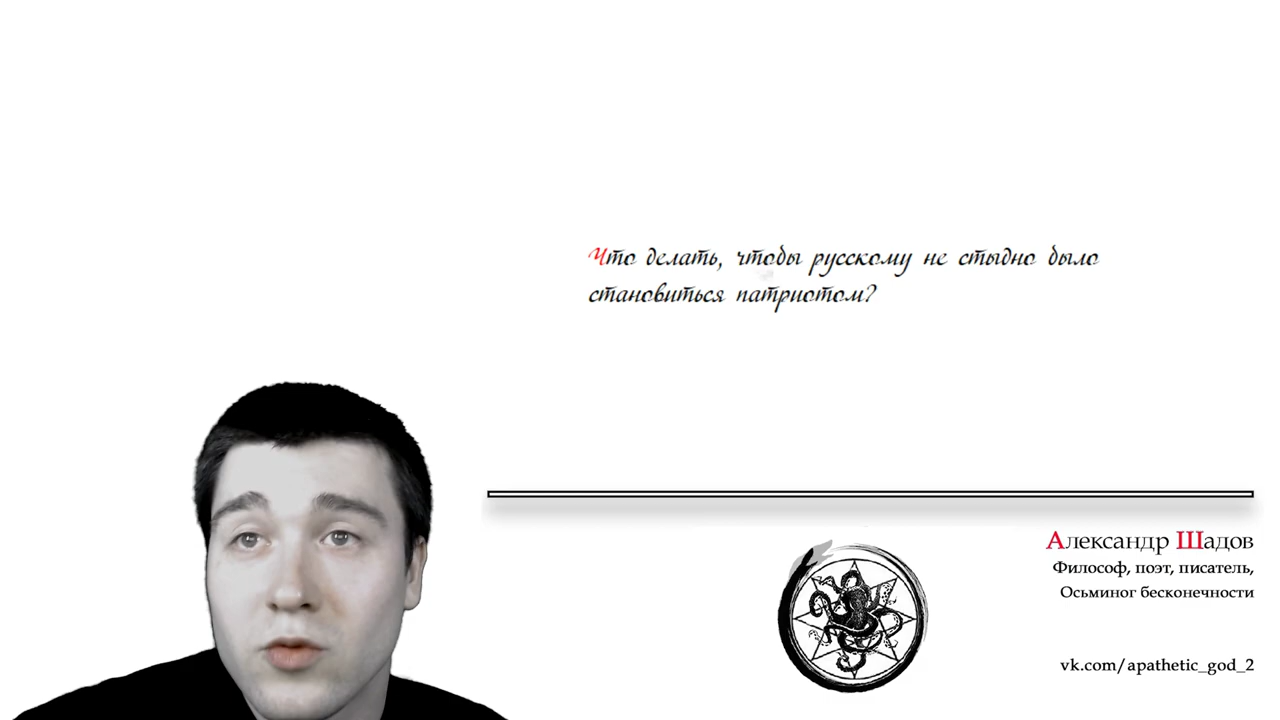 Что делать, чтобы русскому не стыдно было
становиться патриотом?
Александр Шадов
Философ, поэт, писатель,
Осьминог бесконечности
vk.com/apathetic_god_2